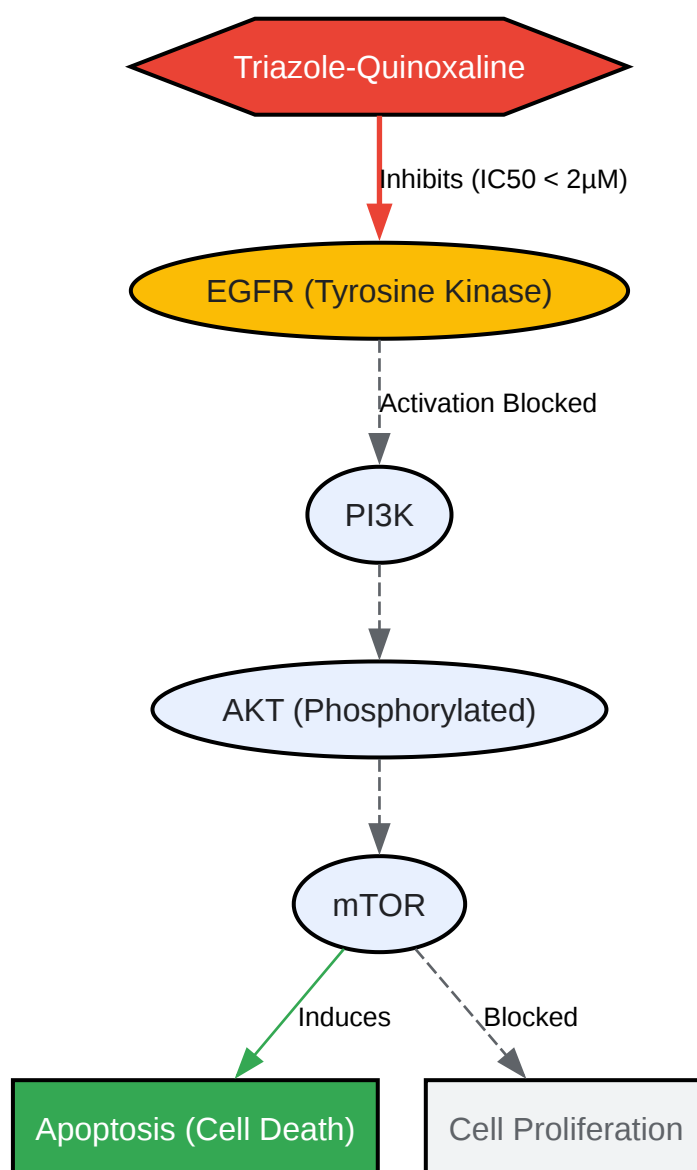 Triazole-Quinoxaline
Inhibits (IC50 < 2µM)
EGFR (Tyrosine Kinase)
Activation Blocked
PI3K
AKT (Phosphorylated)
mTOR
Induces
Blocked
Apoptosis (Cell Death)
Cell Proliferation